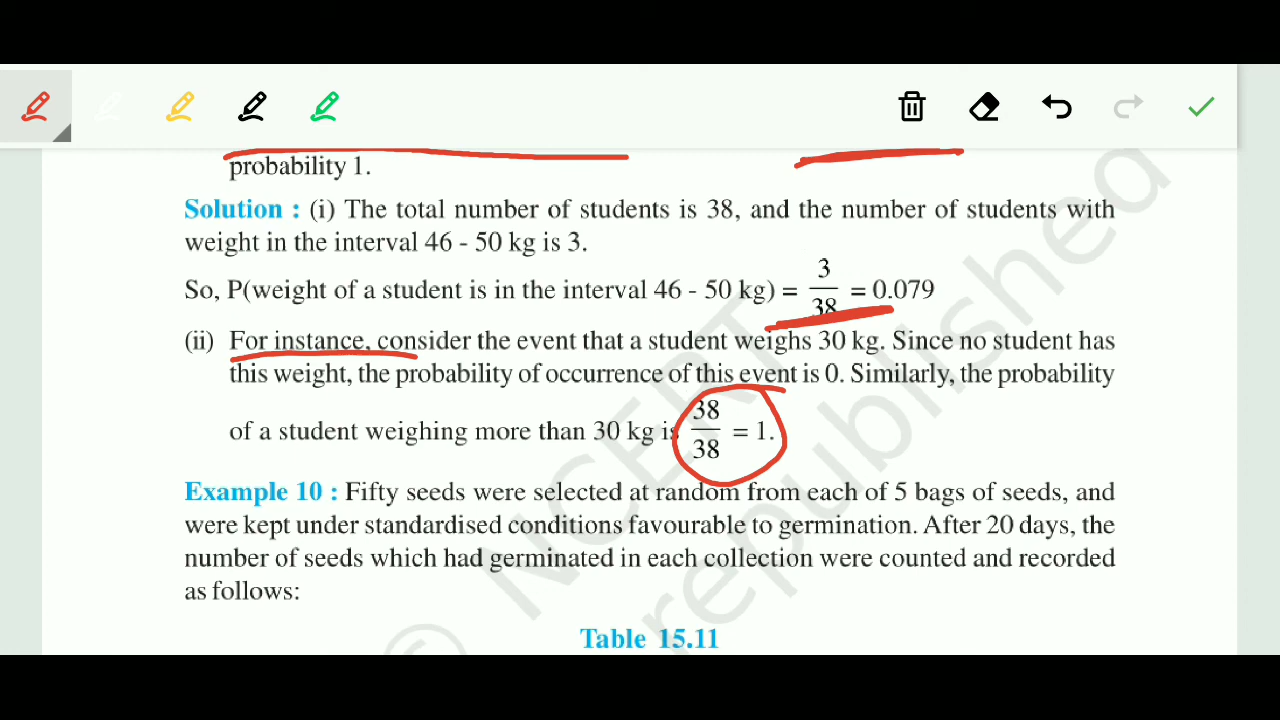 probability 1.
Solution : (i) The total number of students is 38, and the number of students with
weight in the interval 46 - 50 kg is 3.
So, P(weight of a student is in the interval 46 - 50 kg) = 3/38 = 0.079
(ii) For instance, consider the event that a student weighs 30 kg. Since no student has
this weight, the probability of occurrence of this event is 0. Similarly, the probability
of a student weighing more than 30 kg is 38/38 = 1.
Example 10 : Fifty seeds were selected at random from each of 5 bags of seeds, and
were kept under standardised conditions favourable to germination. After 20 days, the
number of seeds which had germinated in each collection were counted and recorded
as follows:
Table 15.11
© NCERT
republished